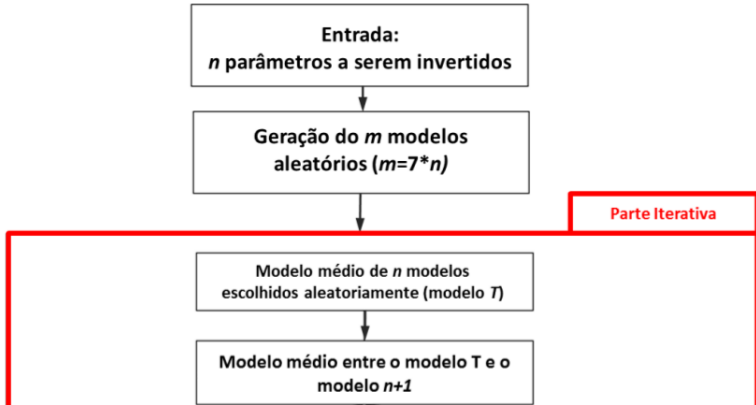 Entrada:
n parâmetros a serem invertidos
Geração do m modelos
aleatórios (m=7*n)
Parte Iterativa
Modelo médio de n modelos
escolhidos aleatoriamente (modelo T)
Modelo médio entre o modelo T e o
modelo n+1